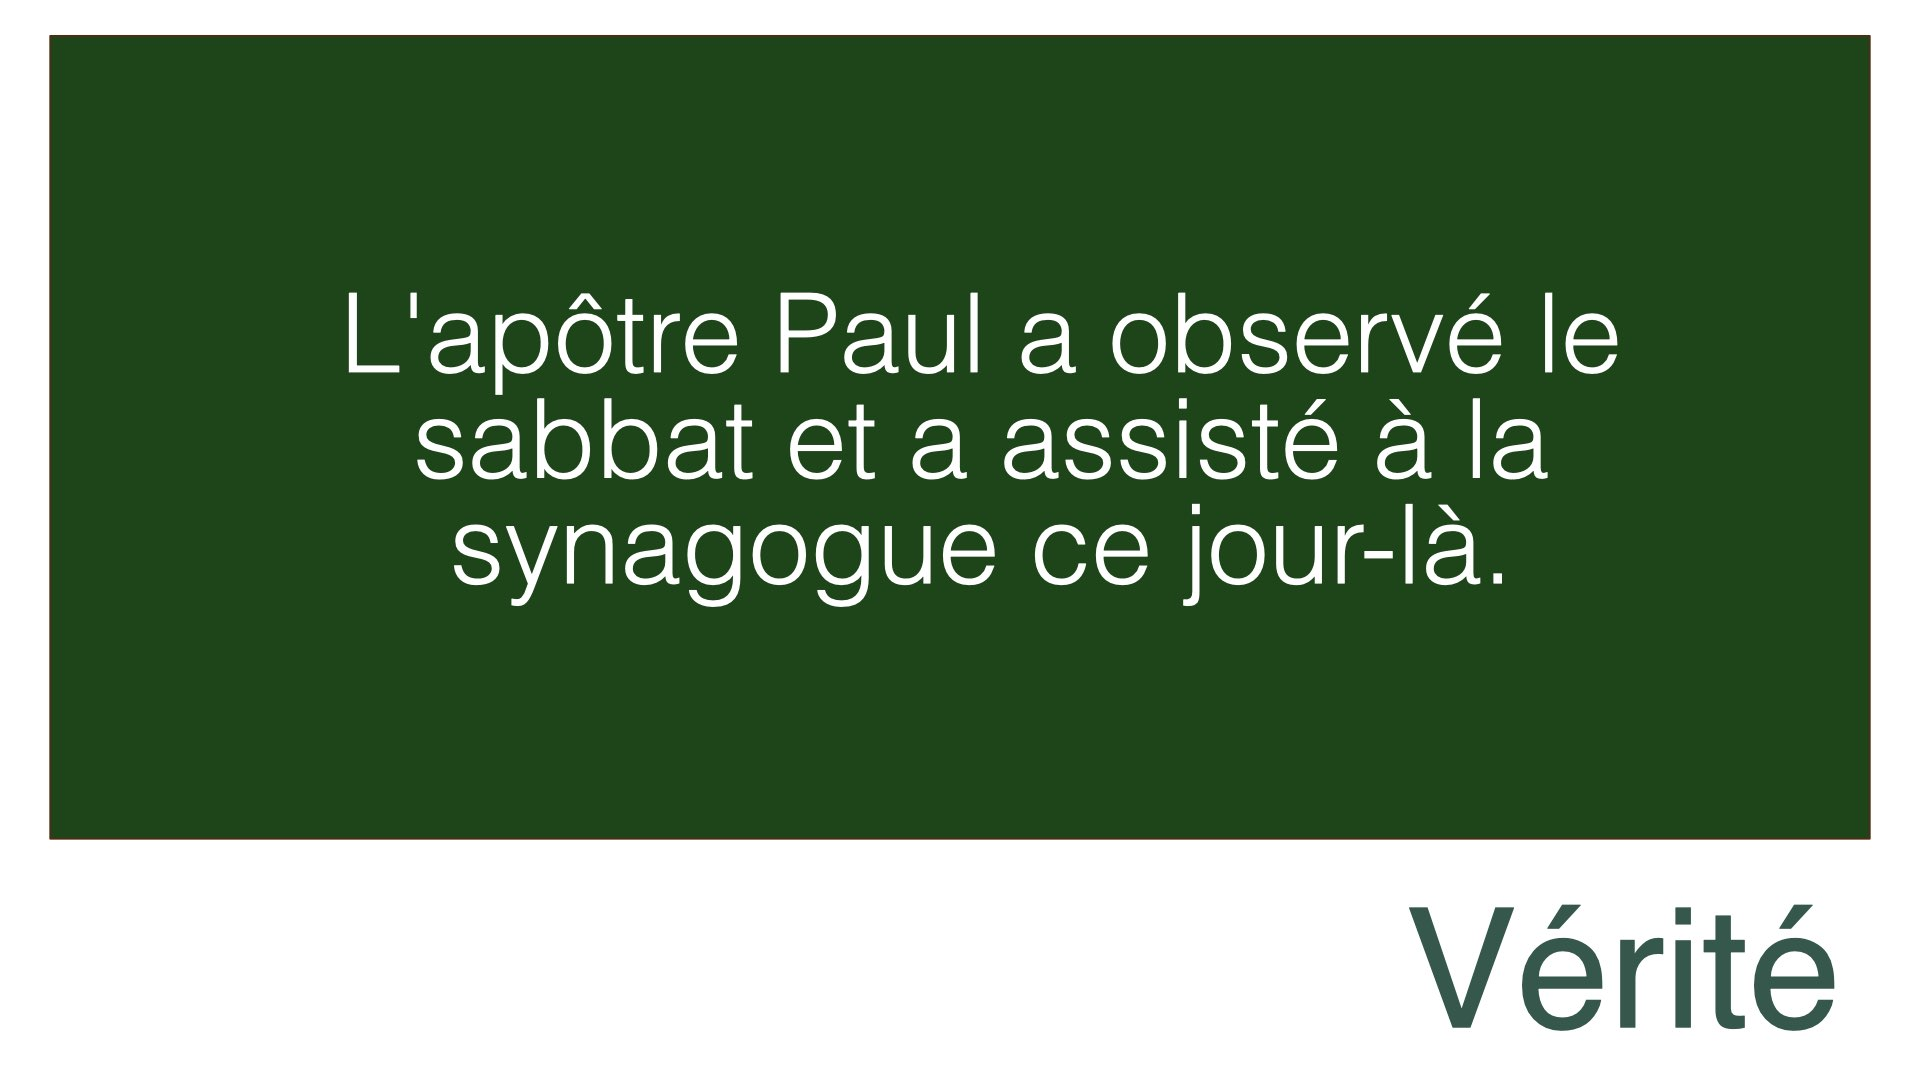 L'apôtre Paul a observé le
sabbat et a assisté à la
synagogue ce jour-là.
Vérité